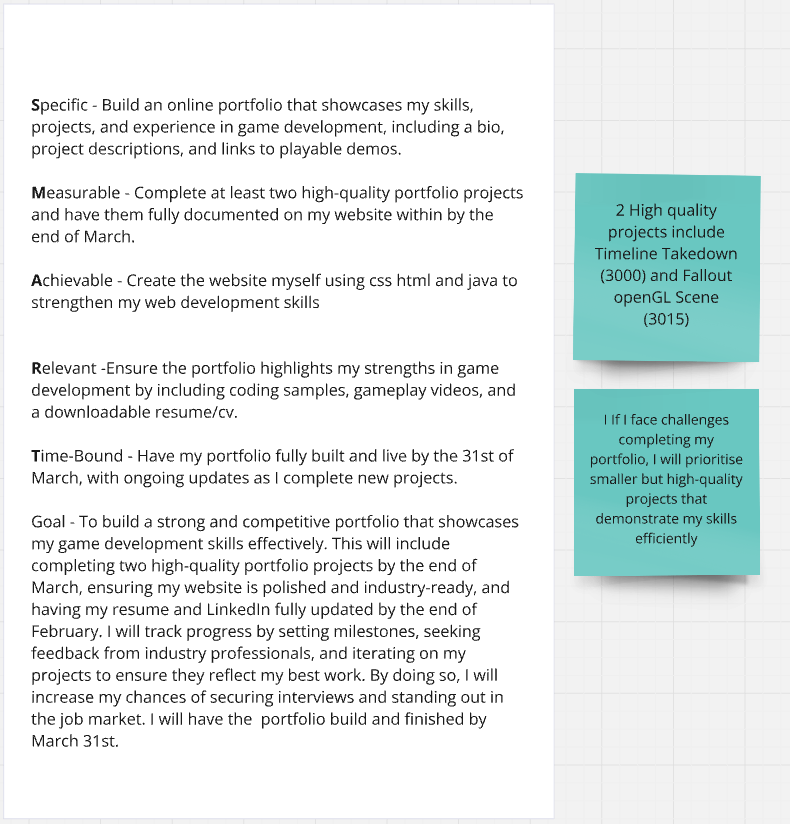 Specific - Build an online portfolio that showcases my skills,
projects, and experience in game development, including a bio,
project descriptions, and links to playable demos.
Measurable - Complete at least two high-quality portfolio projects
and have them fully documented on my website within by the
end of March.
Achievable - Create the website myself using css html and java to
strengthen my web development skills
Relevant -Ensure the portfolio highlights my strengths in game
development by including coding samples, gameplay videos, and
a downloadable resume/cv.
Time-Bound - Have my portfolio fully built and live by the 31st of
March, with ongoing updates as I complete new projects.
Goal - To build a strong and competitive portfolio that showcases
my game development skills effectively. This will include
completing two high-quality portfolio projects by the end of
March, ensuring my website is polished and industry-ready, and
having my resume and LinkedIn fully updated by the end of
February. I will track progress by setting milestones, seeking
feedback from industry professionals, and iterating on my
projects to ensure they reflect my best work. By doing so, I will
increase my chances of securing interviews and standing out in
the job market. I will have the  portfolio build and finished by
March 31st.
2 High quality
projects include
Timeline Takedown
(3000) and Fallout
openGL Scene
(3015)
I If I face challenges
completing my
portfolio, I will prioritise
smaller but high-quality
projects that
demonstrate my skills
efficiently